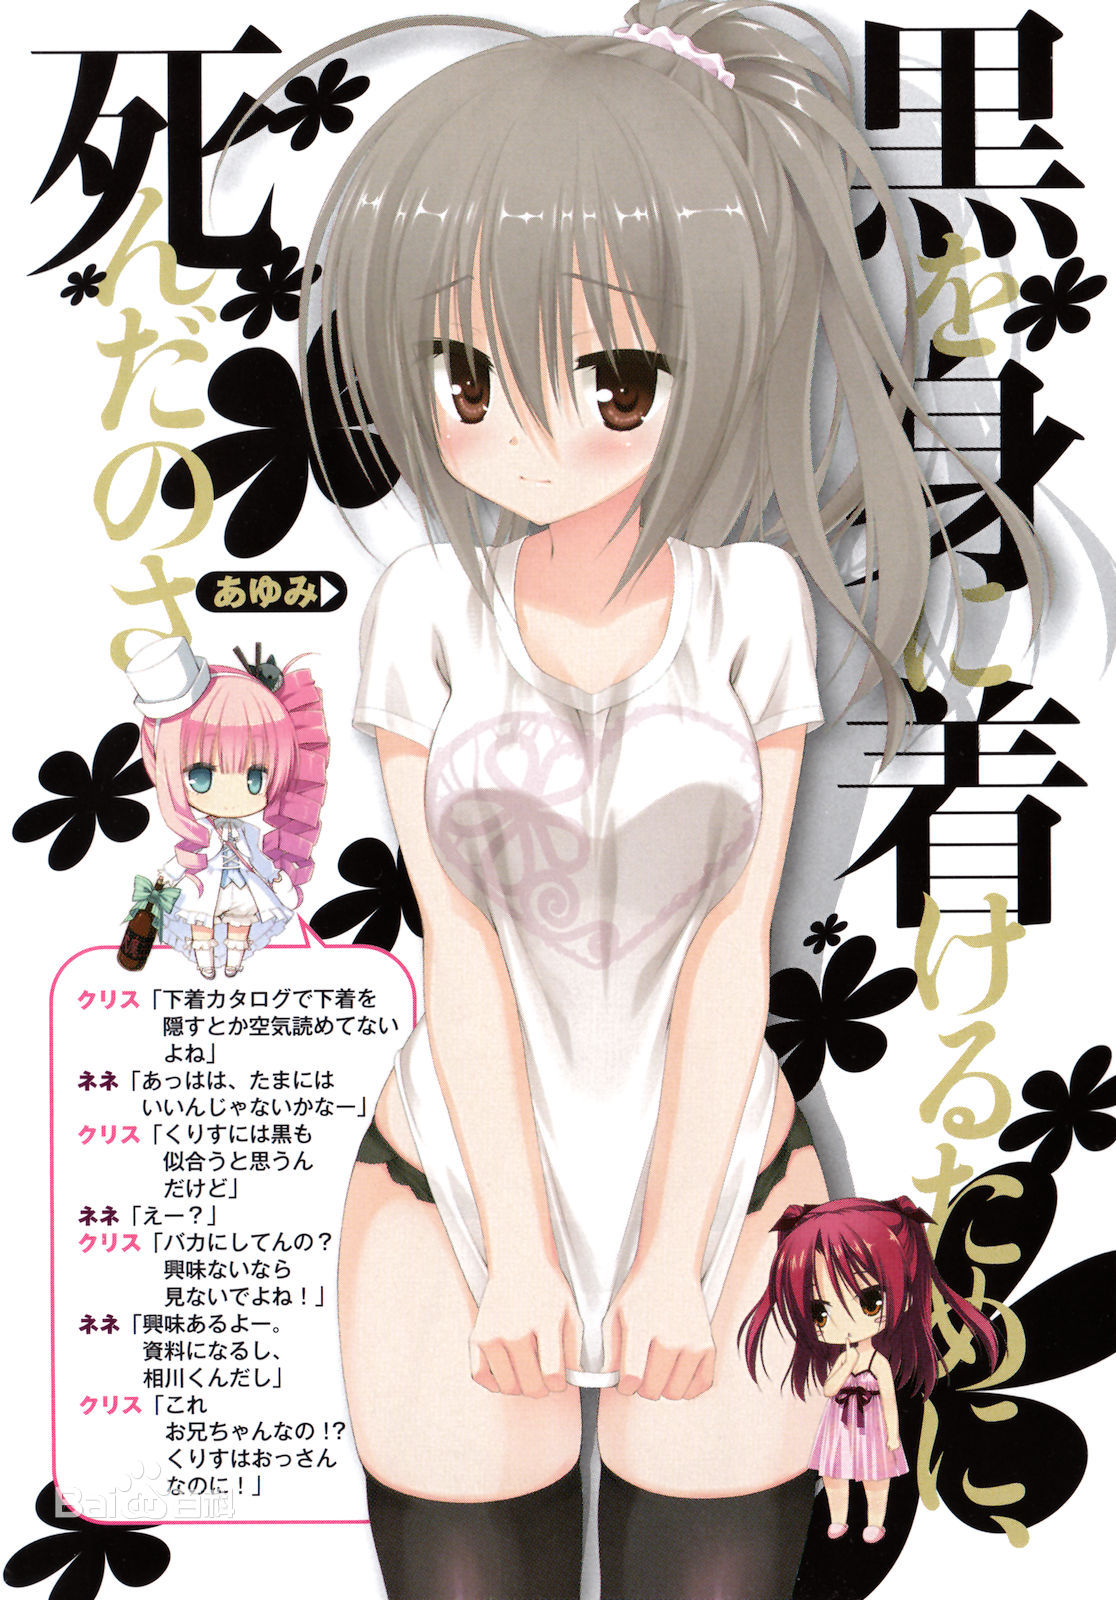 黒を身に着けるために、
死んだのさ
あゆみ
クリス「下着カタログで下着を
隠すとか空気読めてない
よね」
ネネ「あっはは、たまには
いいんじゃないかなー」
クリス「くりすには黒も
似合うと思うん
だけど」
ネネ「えー？」
クリス「バカにしてんの？
興味ないなら
見ないでよね！」
ネネ「興味あるよー。
資料になるし、
相川くんだし」
クリス「これ
お兄ちゃんなの!?
くりすはおっさん
なのに！」
Bai百科